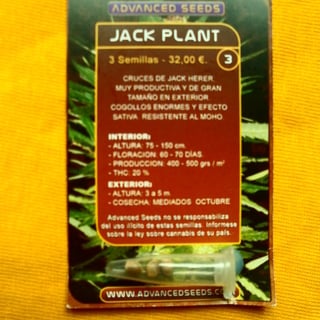 ADVANCED SEEDS
JACK PLANT
3 Semillas - 32,00 €. 3
CRUCES DE JACK HERER
MUY PRODUCTIVA Y DE GRAN
TAMAÑO EN EXTERIOR
COGOLLOS ENORMES Y EFECTO
SATIVA RESISTENTE AL MOHO.
INTERIOR:
- ALTURA: 75 - 150 cm.
- FLORACION: 60 - 70 DÍAS.
- PRODUCCION: 400 - 500 grs / m²
- THC: 20 %
EXTERIOR:
- ALTURA: 3 a 5 m.
- COSECHA: MEDIADOS OCTUBRE
Advanced Seeds no se responsabiliza
del uso ilícito de estas semillas. Infórmese
sobre la ley sobre cannabis de su país.
WWW.ADVANCEDSEEDS.CO